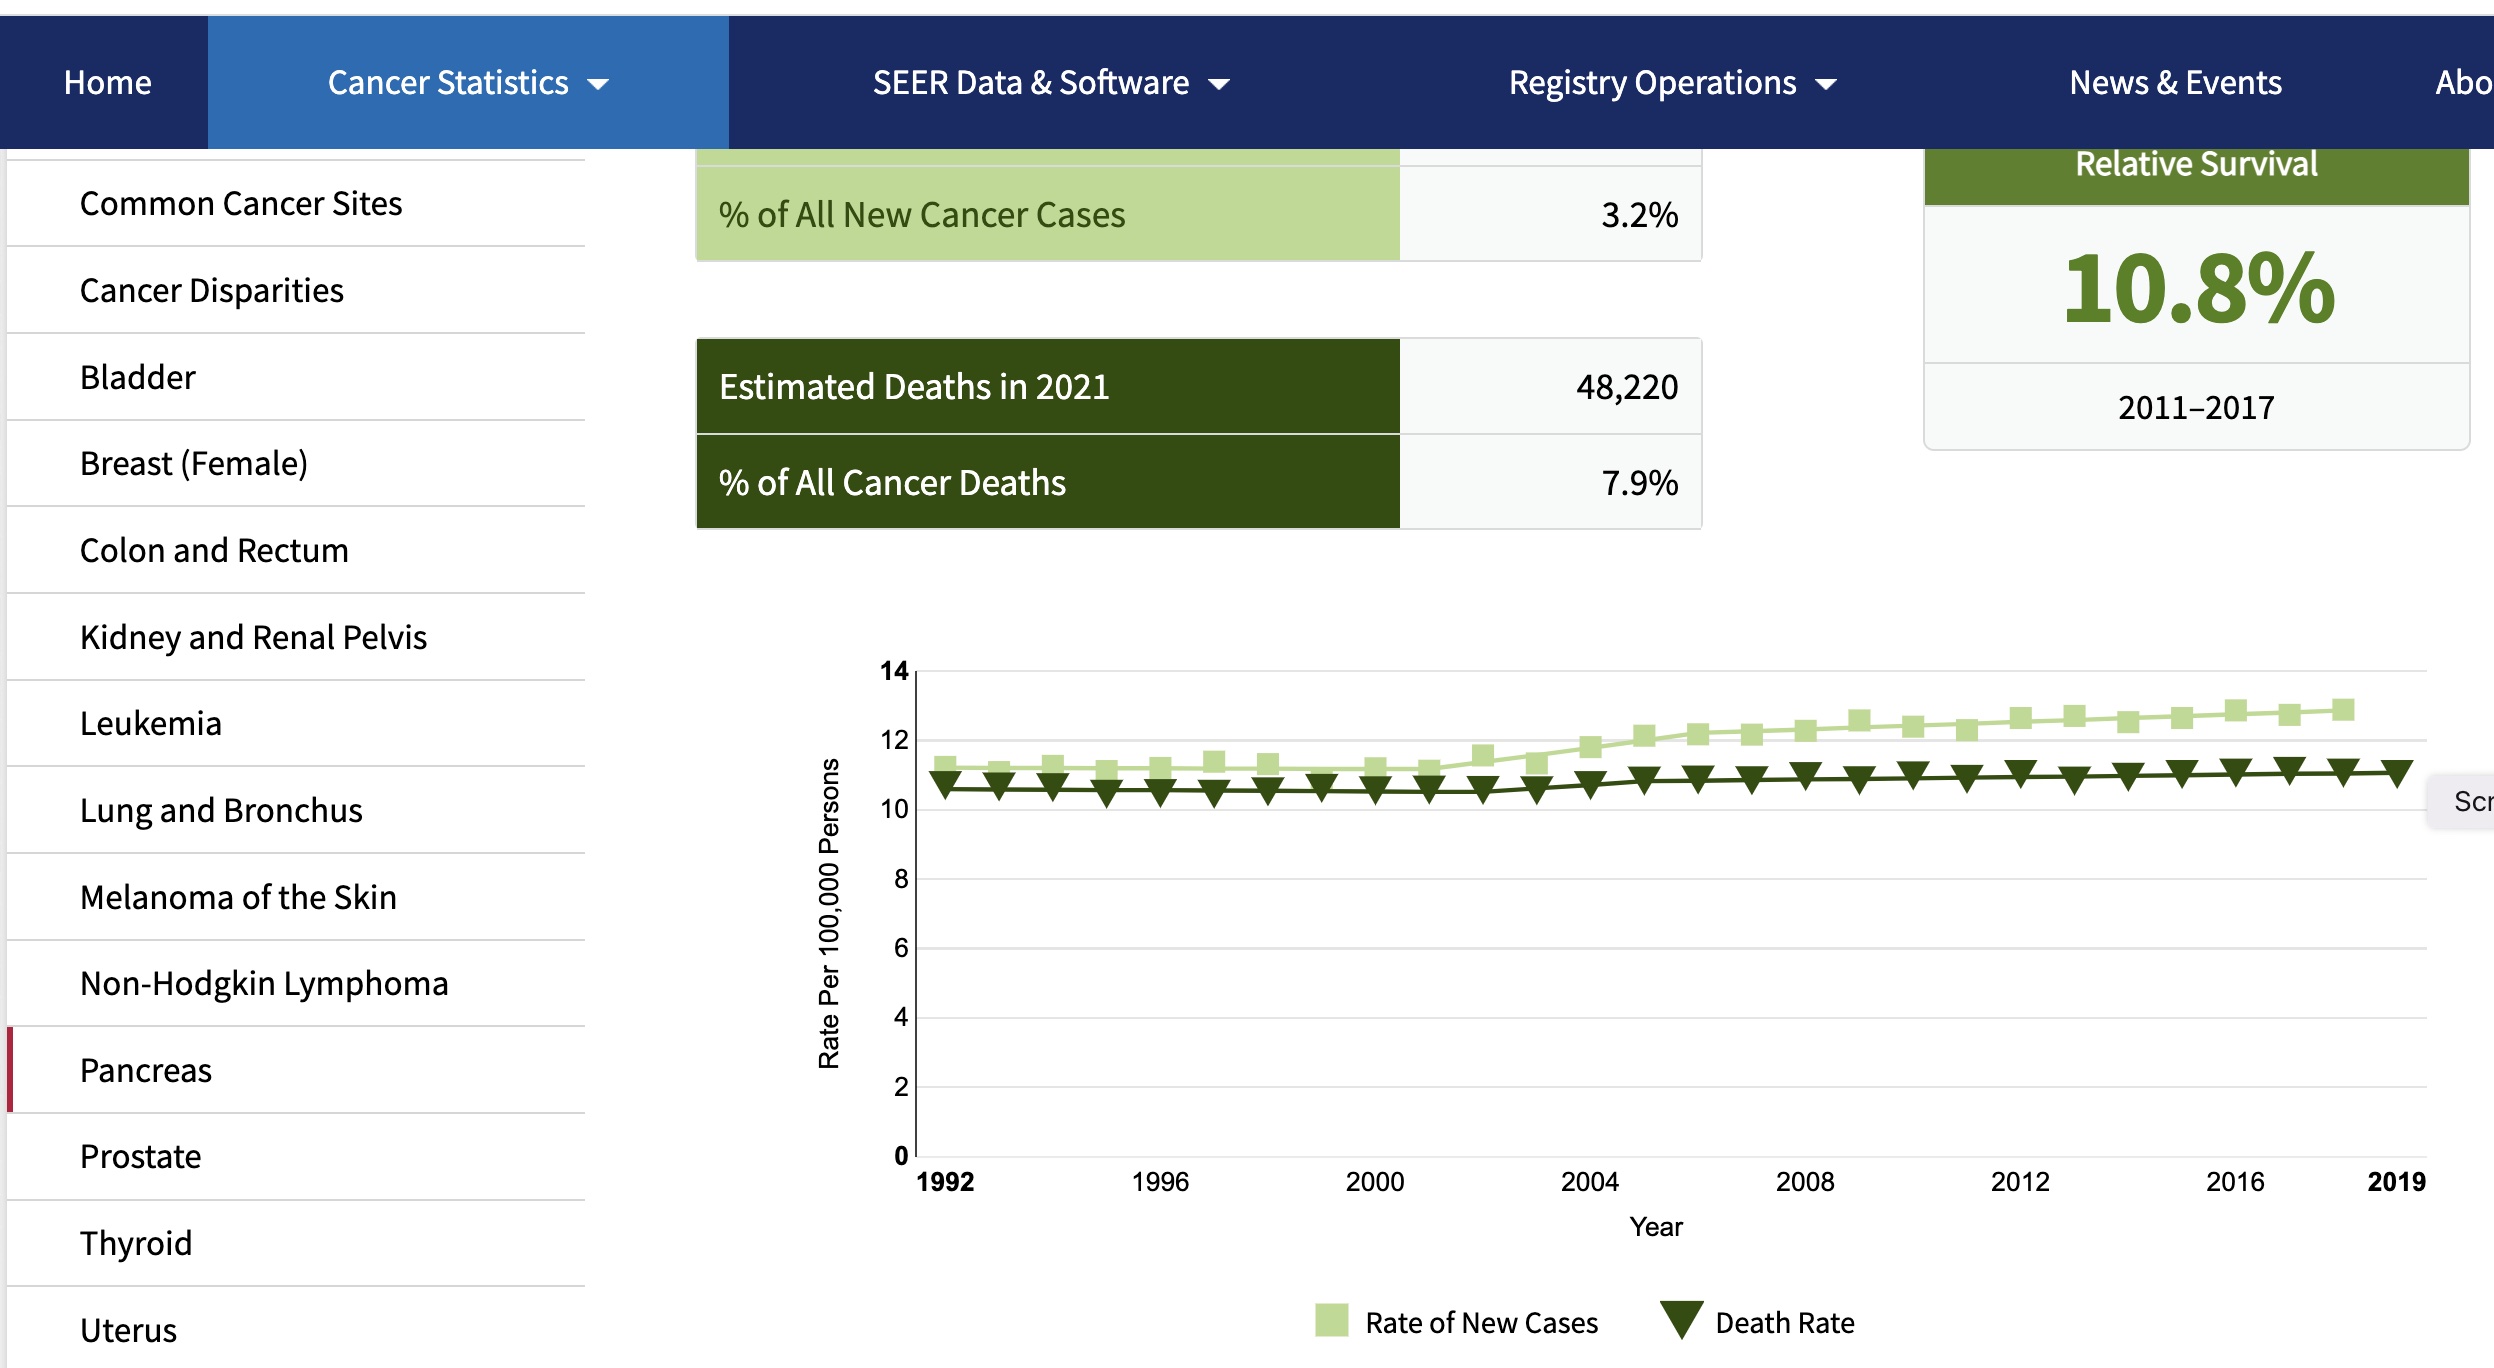 Home
Cancer Statistics
SEER Data & Software
Registry Operations
News & Events
Common Cancer Sites
Cancer Disparities
Bladder
Breast (Female)
Colon and Rectum
Kidney and Renal Pelvis
Leukemia
Lung and Bronchus
Melanoma of the Skin
Non-Hodgkin Lymphoma
Pancreas
Prostate
Thyroid
Uterus
% of All New Cancer Cases 3.2%
Estimated Deaths in 2021 48,220
% of All Cancer Deaths 7.9%
Relative Survival
10.8%
2011–2017
Rate Per 100,000 Persons
14
12
10
8
6
4
2
0
1992 1996 2000 2004 2008 2012 2016 2019
Year
Rate of New Cases Death Rate